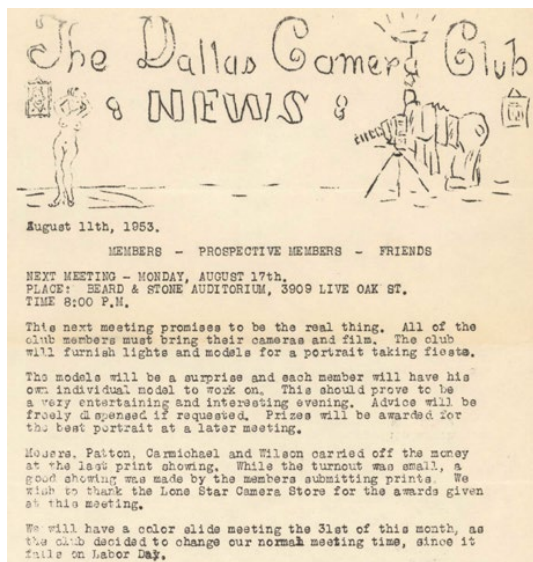 The Dallas Camera Club
& NEWS &
August 11th, 1953.
MEMBERS - PROSPECTIVE MEMBERS - FRIENDS
NEXT MEETING - MONDAY, AUGUST 17th.
PLACE: BEARD & STONE AUDITORIUM, 3909 LIVE OAK ST.
TIME 8:00 P.M.
This next meeting promises to be the real thing. All of the
club members must bring their cameras and film. The club
will furnish lights and models for a portrait taking fiesta.
The models will be a surprise and each member will have his
own individual model to work on. This should prove to be
a very entertaining and interesting evening. Advice will be
freely dispensed if requested. Prizes will be awarded for
the best portrait at a later meeting.
Messrs. Patton, Carmichael and Wilson carried off the money
at the last print showing. While the turnout was small, a
good showing was made by the members submitting prints. We
wish to thank the Lone Star Camera Store for the awards given
at this meeting.
We will have a color slide meeting the 31st of this month, as
the club decided to change our normal meeting time, since it
falls on Labor Day.